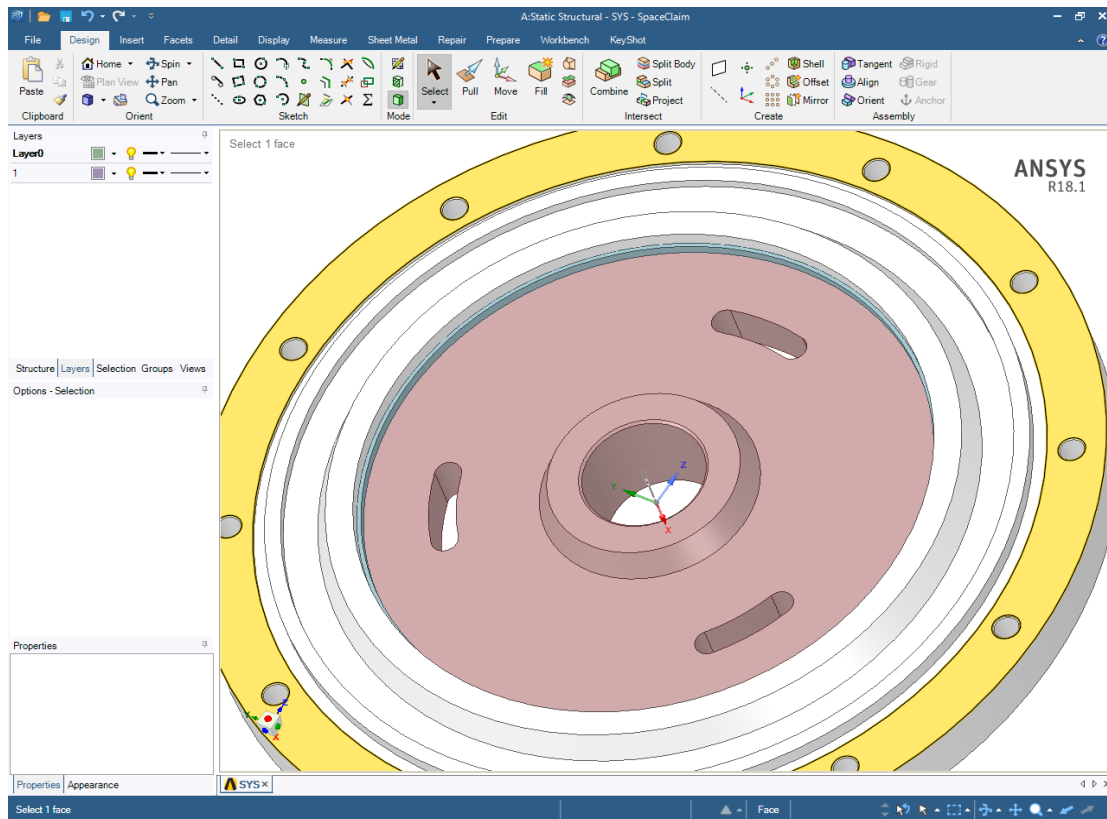 A:Static Structural - SYS - SpaceClaim
File Design Insert Facets Detail Display Measure Sheet Metal Repair Prepare Workbench KeyShot
Home Spin Split Body Shell Tangent Rigid
Paste Plan View Pan Select Pull Move Fill Combine Split Offset Align Gear
Zoom Project Mirror Orient Anchor
Clipboard Orient Sketch Mode Edit Intersect Create Assembly
Layers
Layer0
1
Select 1 face
ANSYS
R18.1
Structure Layers Selection Groups Views
Options - Selection
Z
Y
X
Properties
Z
Y
X
Properties Appearance
SYS
Select 1 face Face